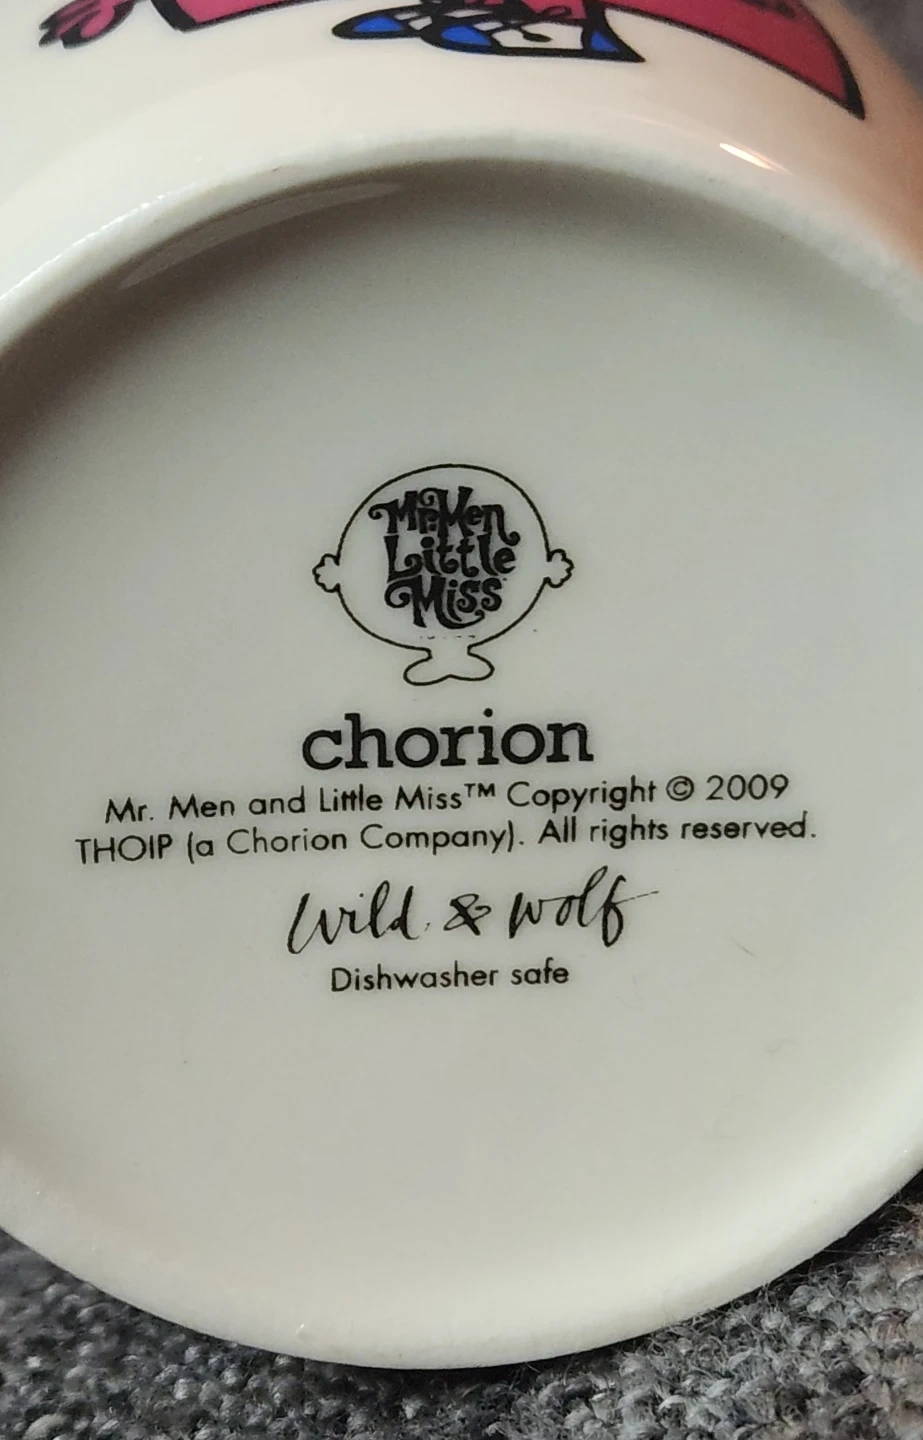 Mr.Men
Little
Miss
chorion
Mr. Men and Little Miss™ Copyright © 2009
THOIP (a Chorion Company). All rights reserved.
wild & wolf
Dishwasher safe